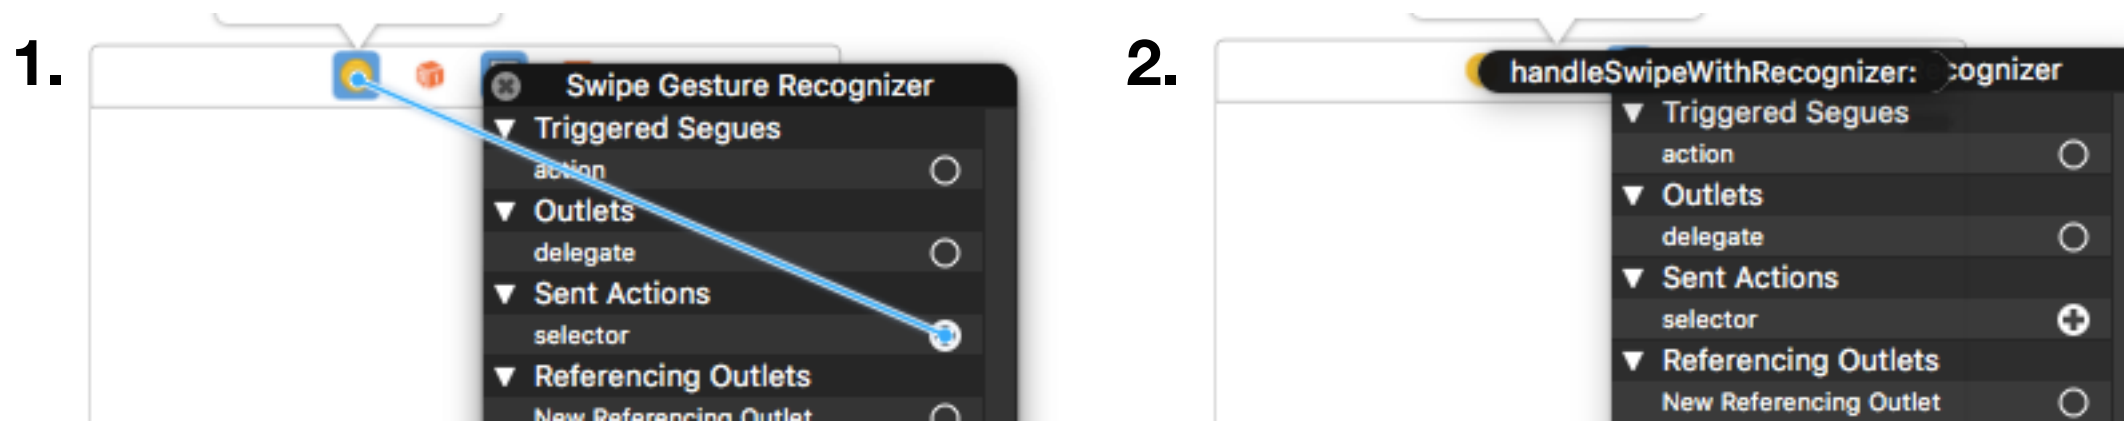 1.
Swipe Gesture Recognizer
Triggered Segues
action
Outlets
delegate
Sent Actions
selector
Referencing Outlets
New Referencing Outlet
2.
handleSwipeWithRecognizer: cognizer
Triggered Segues
action
Outlets
delegate
Sent Actions
selector
Referencing Outlets
New Referencing Outlet